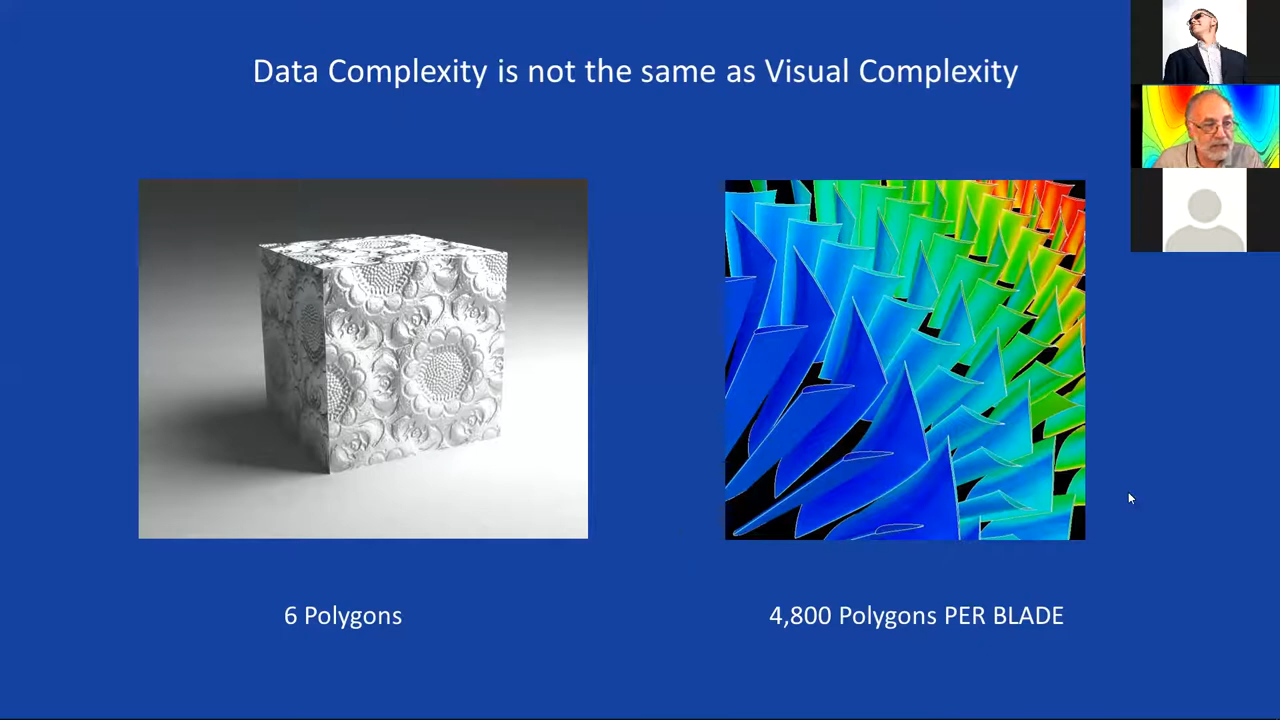 Data Complexity is not the same as Visual Complexity
6 Polygons
4,800 Polygons PER BLADE